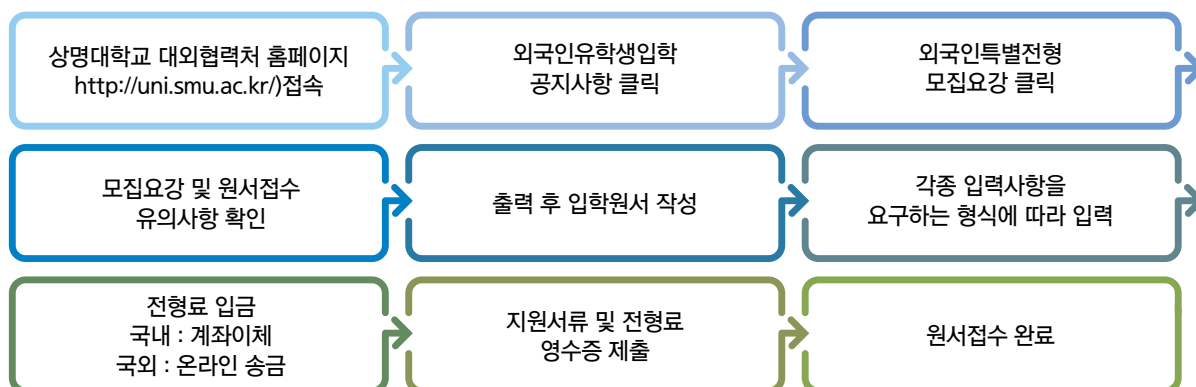 상명대학교 대외협력처 홈페이지
http://uni.smu.ac.kr/)접속
외국인유학생입학
공지사항 클릭
외국인특별전형
모집요강 클릭
모집요강 및 원서접수
유의사항 확인
출력 후 입학원서 작성
각종 입력사항을
요구하는 형식에 따라 입력
전형료 입금
국내 : 계좌이체
국외 : 온라인 송금
지원서류 및 전형료
영수증 제출
원서접수 완료